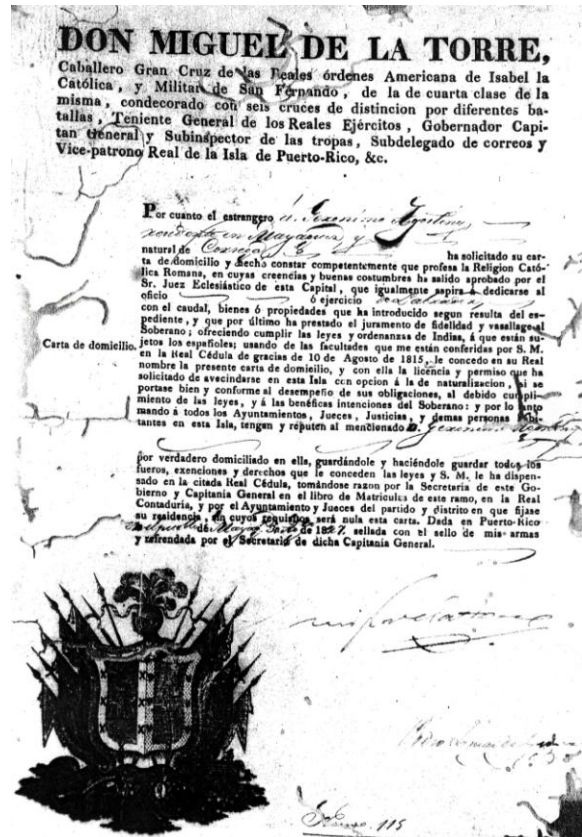 DON MIGUEL DE LA TORRE,
Caballero Gran Cruz de las Reales órdenes Americana de Isabel la
Católica, y Militar de San Fernando, de la de cuarta clase de la
misma, condecorado con seis cruces de distincion por diferentes ba-
tallas, Teniente General de los Reales Ejércitos, Gobernador Capi-
tan General y Subinspector de las tropas, Subdelegado de correos y
Vice-patrono Real de la Isla de Puerto-Rico, &c.
Por cuanto el estrangero d. Geronimo Agostiny
residente en Mayaguez y
natural de Corcega ha solicitado su car-
ta de domicilio y hecho constar competentemente que profesa la Religion Cató-
lica Romana, en cuyas creencias y buenas costumbres ha salido aprobado por el
Sr. Juez Eclesiástico de esta Capital, que igualmente aspira á dedicarse al
oficio ó ejercicio de Labranza
con el caudal, bienes ó propiedades que ha introducido segun resulta del es-
pediente, y que por último ha prestado el juramento de fidelidad y vasallage al
Soberano; ofreciendo cumplir las leyes y ordenanzas de Indias, á que están su-
Carta de domicilio. jetos los españoles; usando de las facultades que me están conferidas por S. M.
en la Real Cédula de gracias de 10 de Agosto de 1815, le concedo en su Real
nombre la presente carta de domicilio, y con ella la licencia y permiso que ha
solicitado de avecindarse en esta Isla con opcion á la de naturalizacion, si se
portase bien y conforme al desempeño de sus obligaciones, al debido cumpli-
miento de las leyes, y á las benéficas intenciones del Soberano: y por lo tanto
mando á todos los Ayuntamientos, Jueces, Justicias, y demas personas habi-
tantes en esta Isla, tengan y reputen al mencionado D. Geronimo
por verdadero domiciliado en ella, guardándole y haciéndole guardar todos los
fueros, exenciones y derechos que le conceden las leyes y S. M. le ha dispen-
sado en la citada Real Cédula, tomándose razon por la Secretaría de este Go-
bierno y Capitanía General en el libro de Matrículas de este ramo, en la Real
Contaduría, y por el Ayuntamiento y Jueces del partido y distrito en que fijase
su residencia, sin cuyos requisitos será nula esta carta. Dada en Puerto-Rico
de Mayo de 1827. sellada con el sello de mis armas
y refrendada por el Secretario de dicha Capitanía General.
115